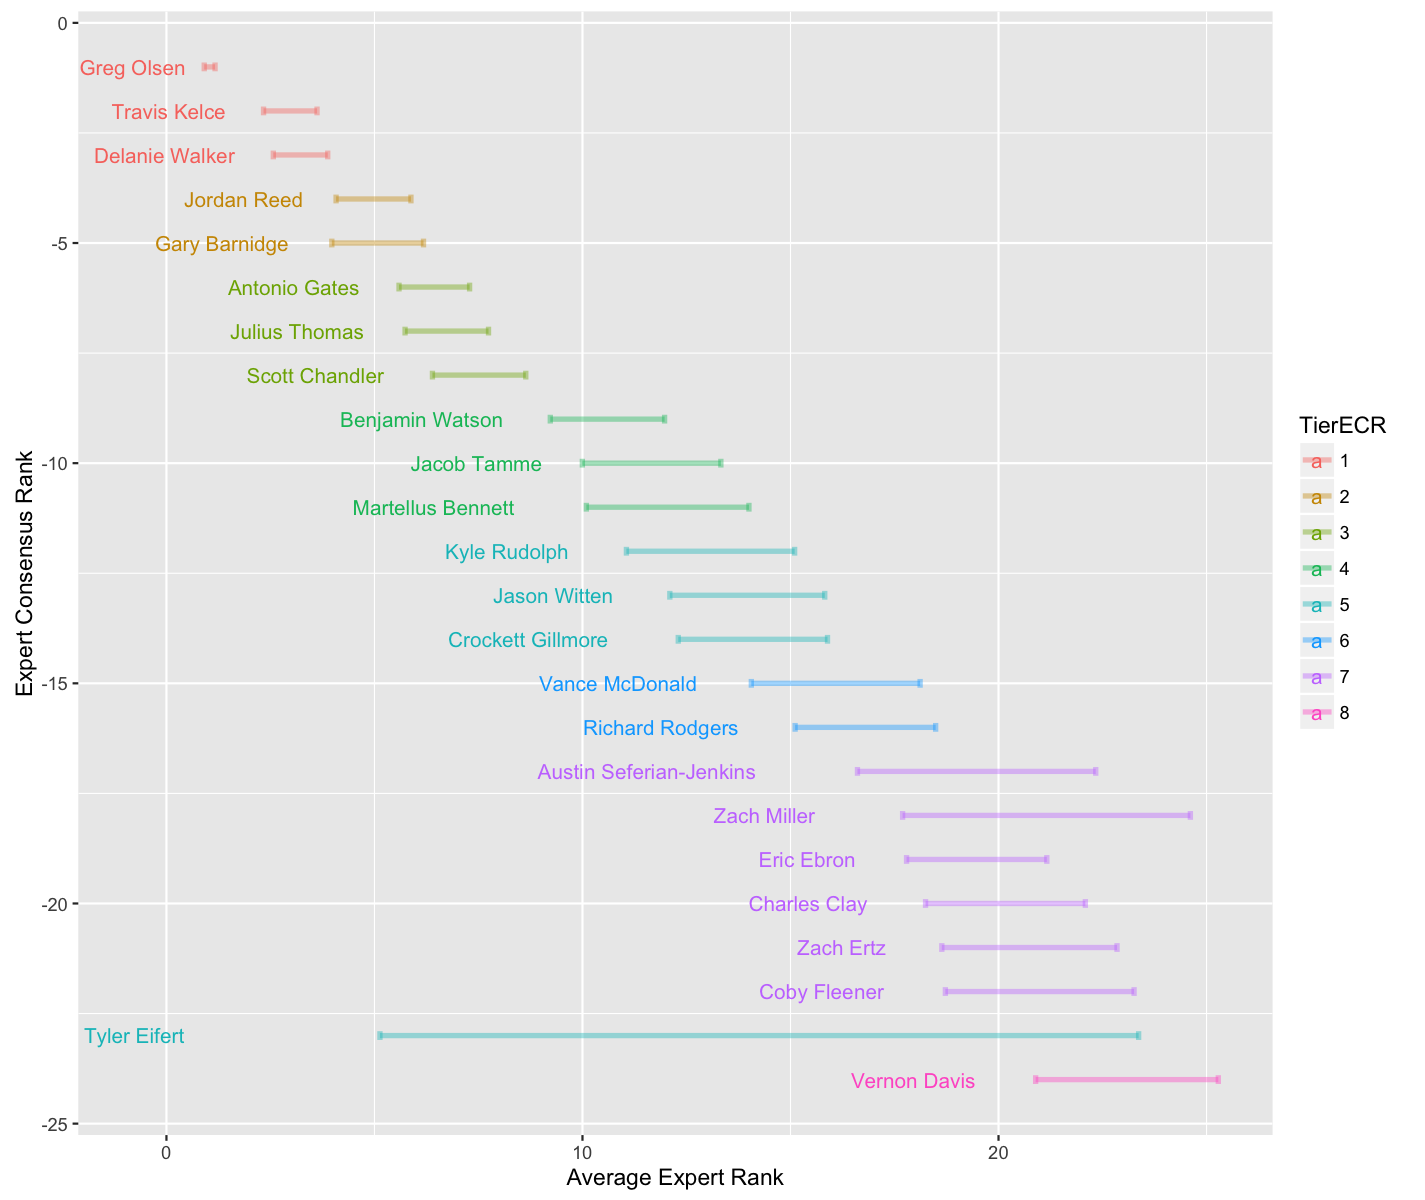 0
Greg Olsen
Travis Kelce
Delanie Walker
Jordan Reed
-5
Gary Barnidge
Antonio Gates
Julius Thomas
Scott Chandler
Benjamin Watson
-10
Jacob Tamme
Martellus Bennett
Kyle Rudolph
Jason Witten
Crockett Gillmore
-15
Vance McDonald
Richard Rodgers
Austin Seferian-Jenkins
Zach Miller
Eric Ebron
-20
Charles Clay
Zach Ertz
Coby Fleener
Tyler Eifert
Vernon Davis
-25
0 10 20
Average Expert Rank
Expert Consensus Rank
TierECR
a 1
a 2
a 3
a 4
a 5
a 6
a 7
a 8